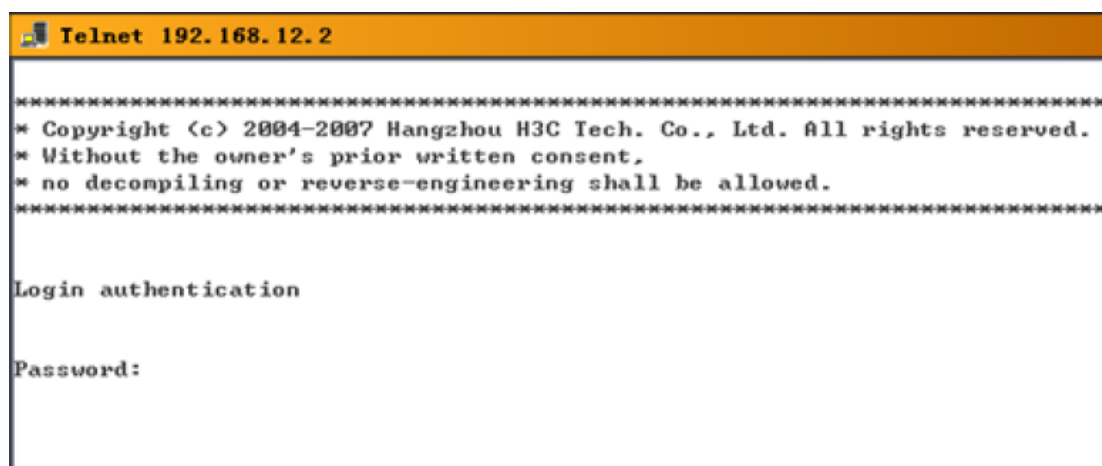 Telnet 192.168.12.2
********************************************************************************
* Copyright (c) 2004-2007 Hangzhou H3C Tech. Co., Ltd. All rights reserved.
* Without the owner's prior written consent,
* no decompiling or reverse-engineering shall be allowed.
********************************************************************************
Login authentication
Password: